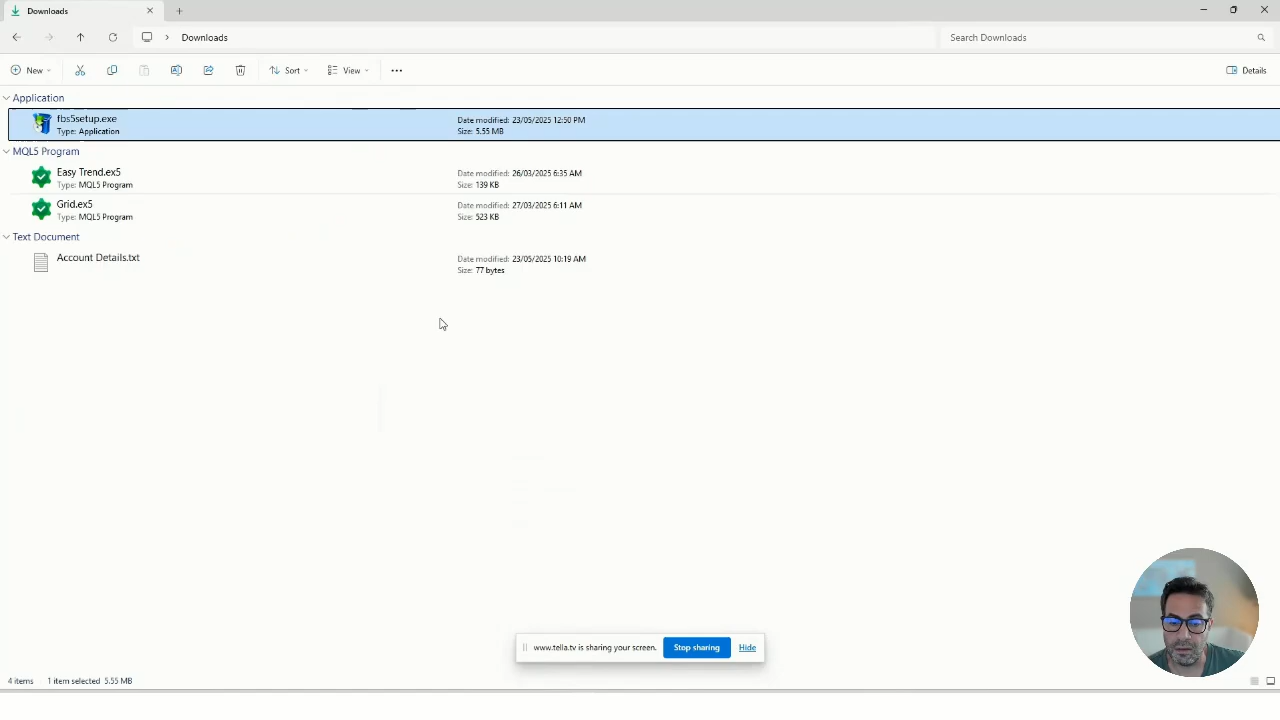 Downloads
Downloads
Search Downloads
New
Sort
View
Details
Application
fbs5setup.exe
Type: Application
Date modified: 23/05/2025 12:50 PM
Size: 5.55 MB
MQL5 Program
Easy Trend.ex5
Type: MQL5 Program
Date modified: 26/03/2025 6:35 AM
Size: 139 KB
Grid.ex5
Type: MQL5 Program
Date modified: 27/03/2025 6:11 AM
Size: 523 KB
Text Document
Account Details.txt
Date modified: 23/05/2025 10:19 AM
Size: 77 bytes
www.tella.tv is sharing your screen.
Stop sharing
Hide
4 items
1 item selected 5.55 MB